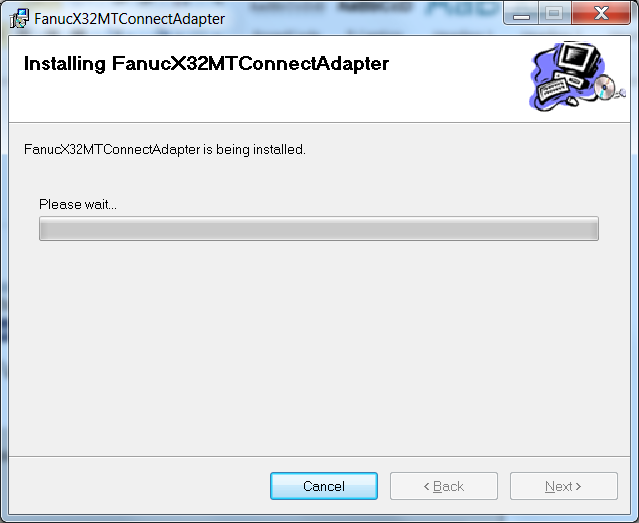 FanucX32MTConnectAdapter
Installing FanucX32MTConnectAdapter
FanucX32MTConnectAdapter is being installed.
Please wait...
Cancel
< Back
Next >